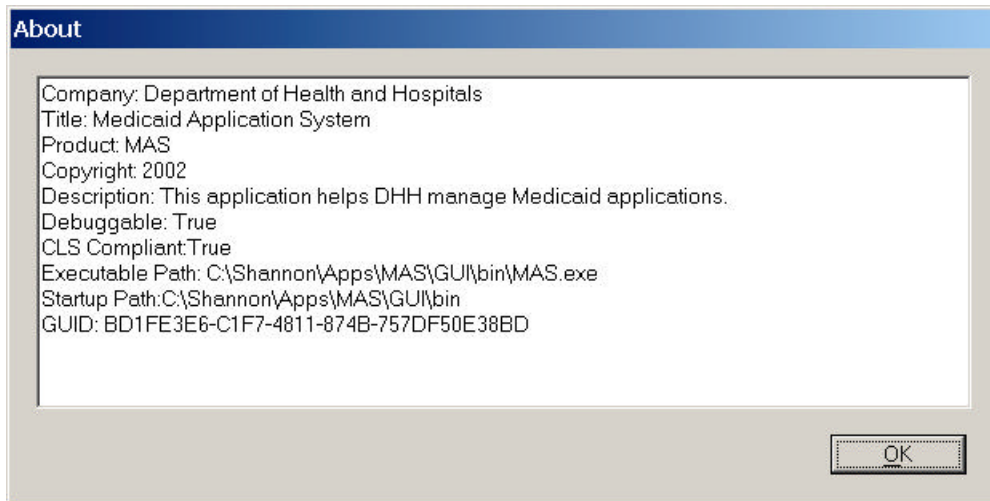 About
Company: Department of Health and Hospitals
Title: Medicaid Application System
Product: MAS
Copyright: 2002
Description: This application helps DHH manage Medicaid applications.
Debuggable: True
CLS Compliant:True
Executable Path: C:\Shannon\Apps\MAS\GUI\bin\MAS.exe
Startup Path:C:\Shannon\Apps\MAS\GUI\bin
GUID: BD1FE3E6-C1F7-4811-874B-757DF50E38BD
OK